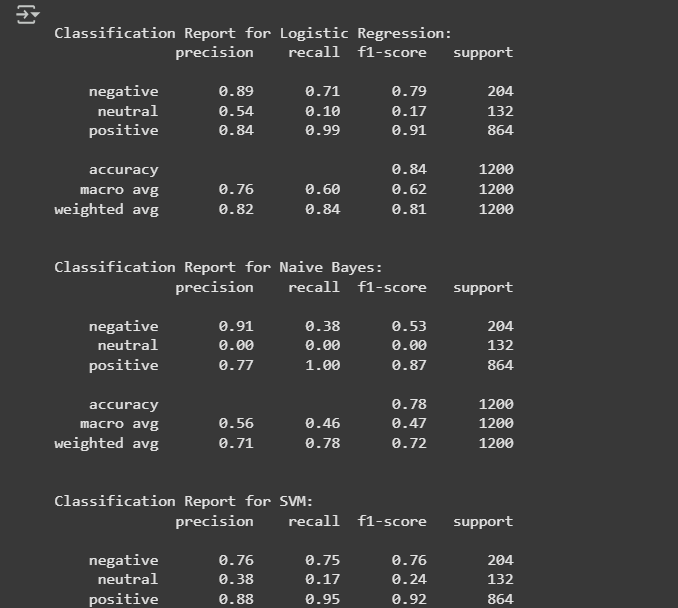 Classification Report for Logistic Regression:
precision recall f1-score support
negative 0.89 0.71 0.79 204
neutral 0.54 0.10 0.17 132
positive 0.84 0.99 0.91 864
accuracy 0.84 1200
macro avg 0.76 0.60 0.62 1200
weighted avg 0.82 0.84 0.81 1200
Classification Report for Naive Bayes:
precision recall f1-score support
negative 0.91 0.38 0.53 204
neutral 0.00 0.00 0.00 132
positive 0.77 1.00 0.87 864
accuracy 0.78 1200
macro avg 0.56 0.46 0.47 1200
weighted avg 0.71 0.78 0.72 1200
Classification Report for SVM:
precision recall f1-score support
negative 0.76 0.75 0.76 204
neutral 0.38 0.17 0.24 132
positive 0.88 0.95 0.92 864